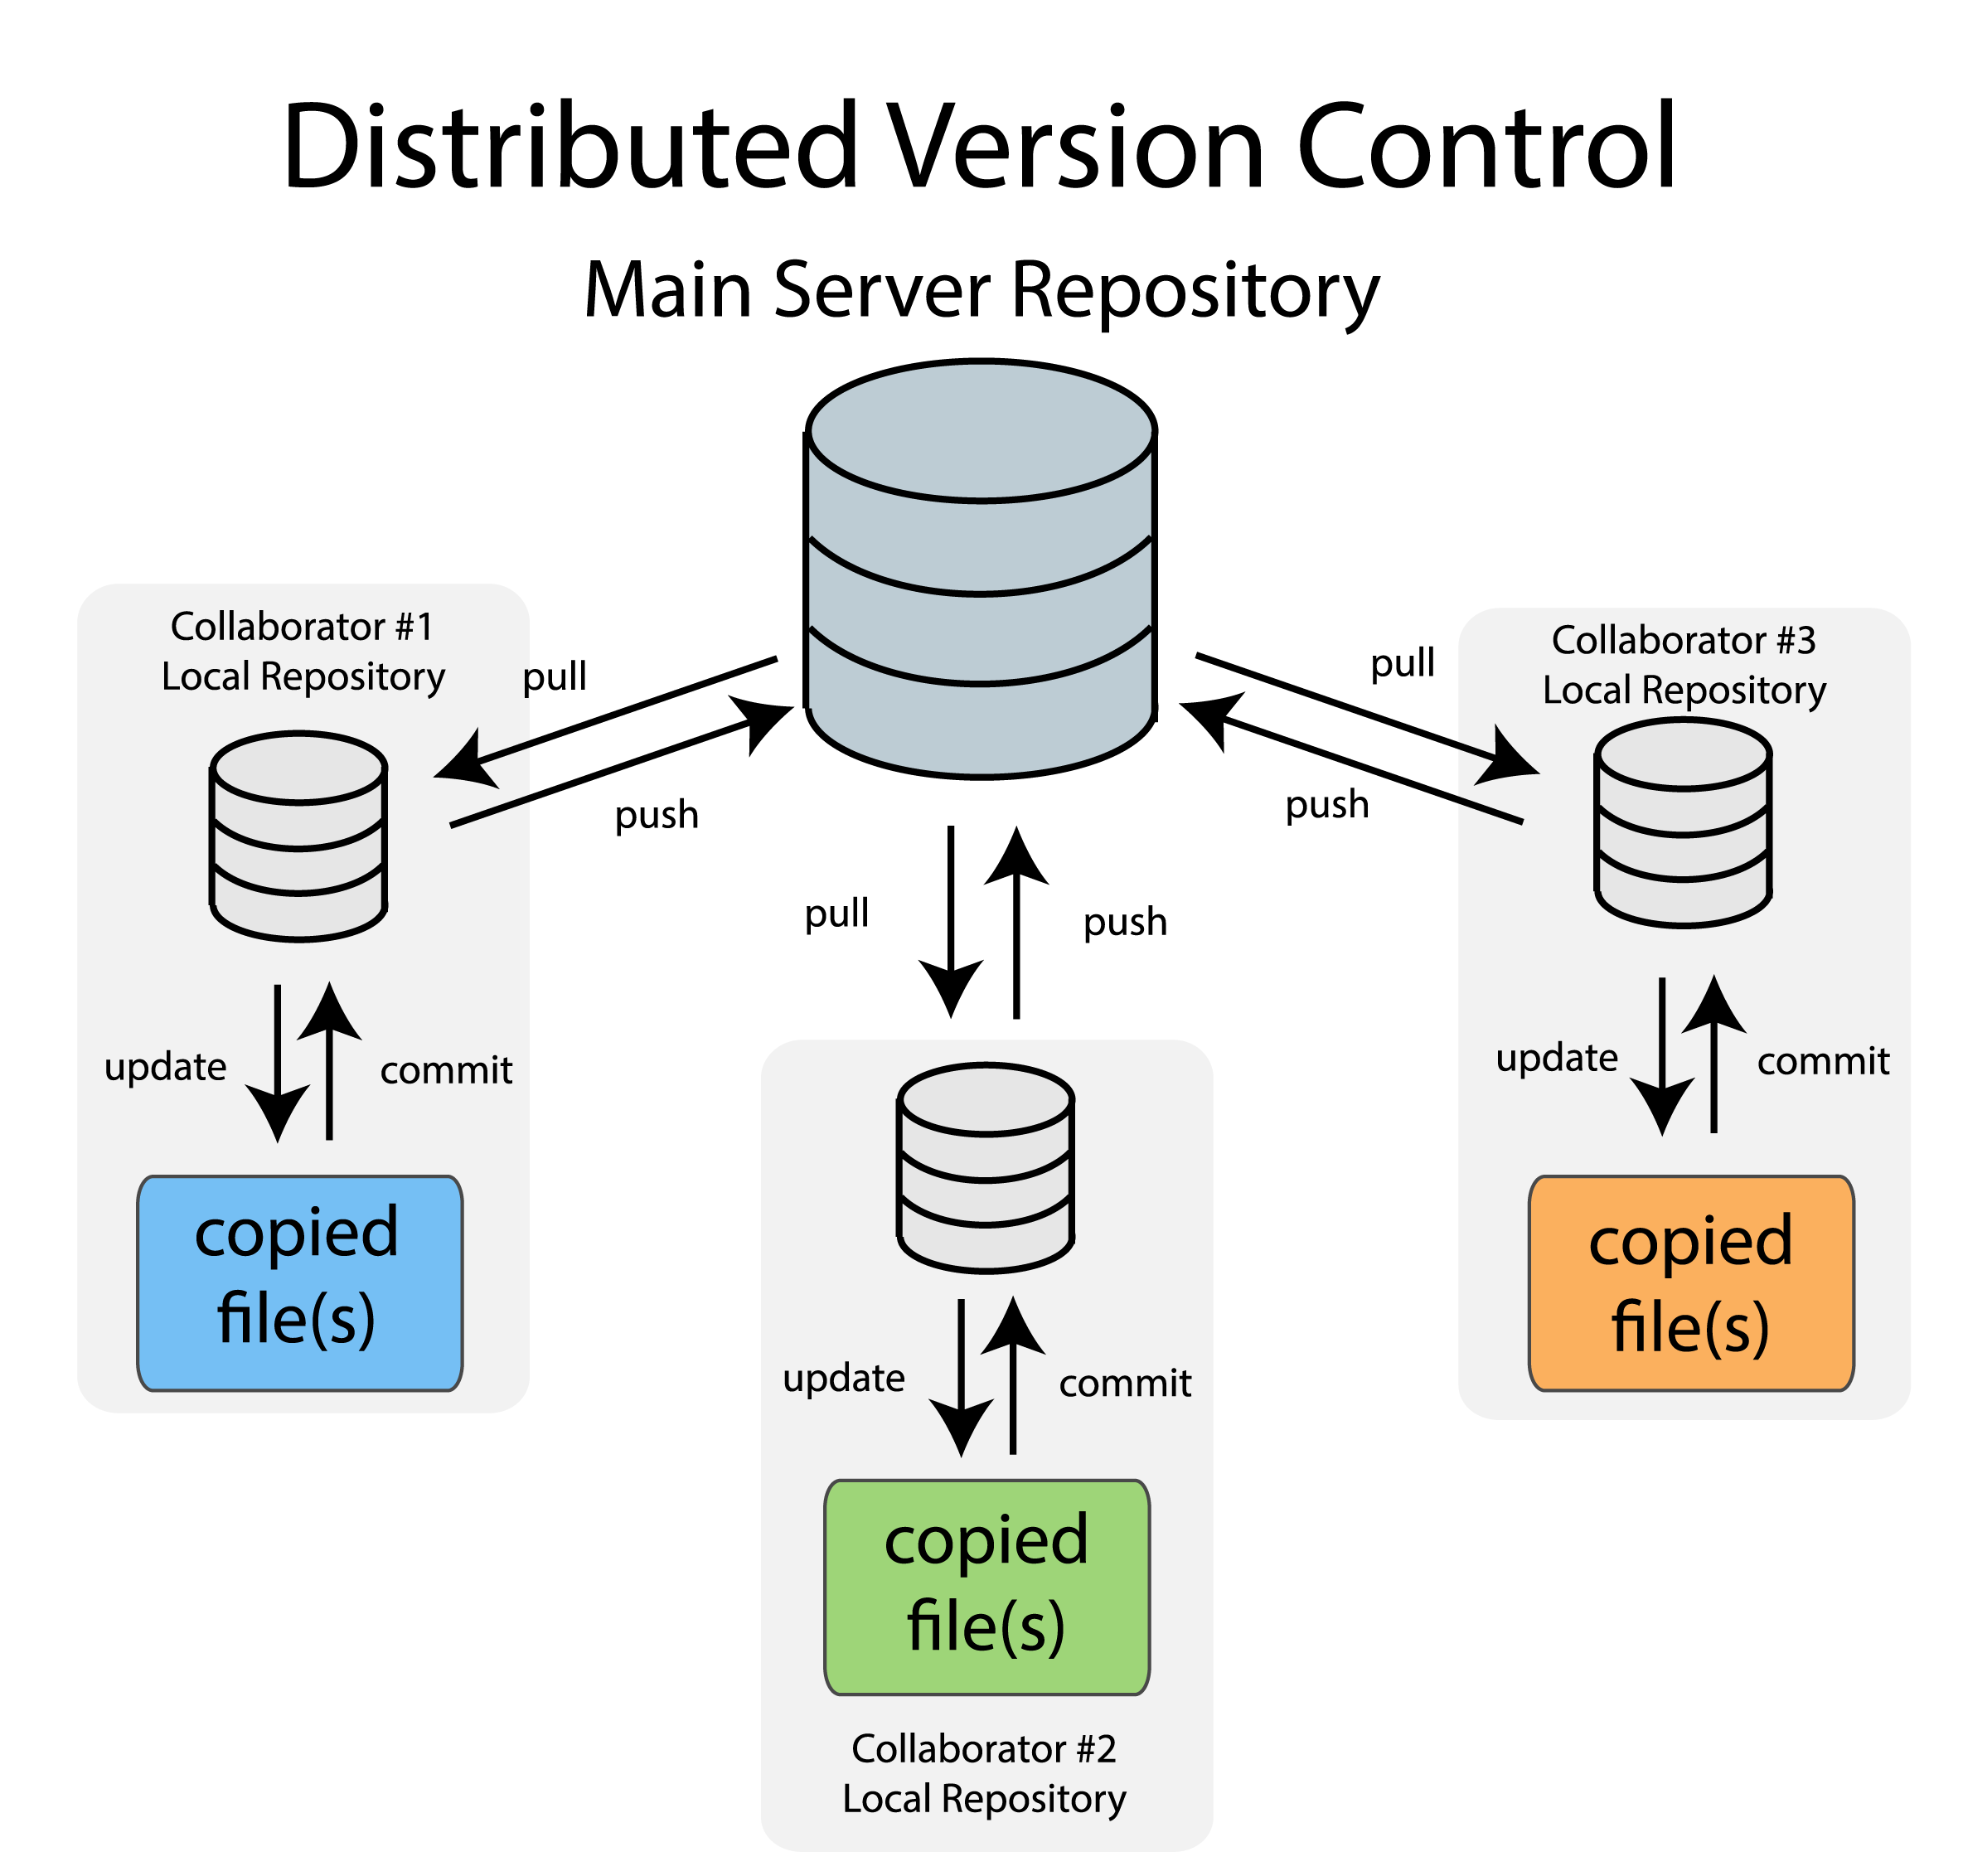 Distributed Version Control
Main Server Repository
Collaborator #1
Local Repository
pull
push
update
commit
copied
file(s)
pull
push
update
commit
copied
file(s)
Collaborator #2
Local Repository
Collaborator #3
Local Repository
pull
push
update
commit
copied
file(s)